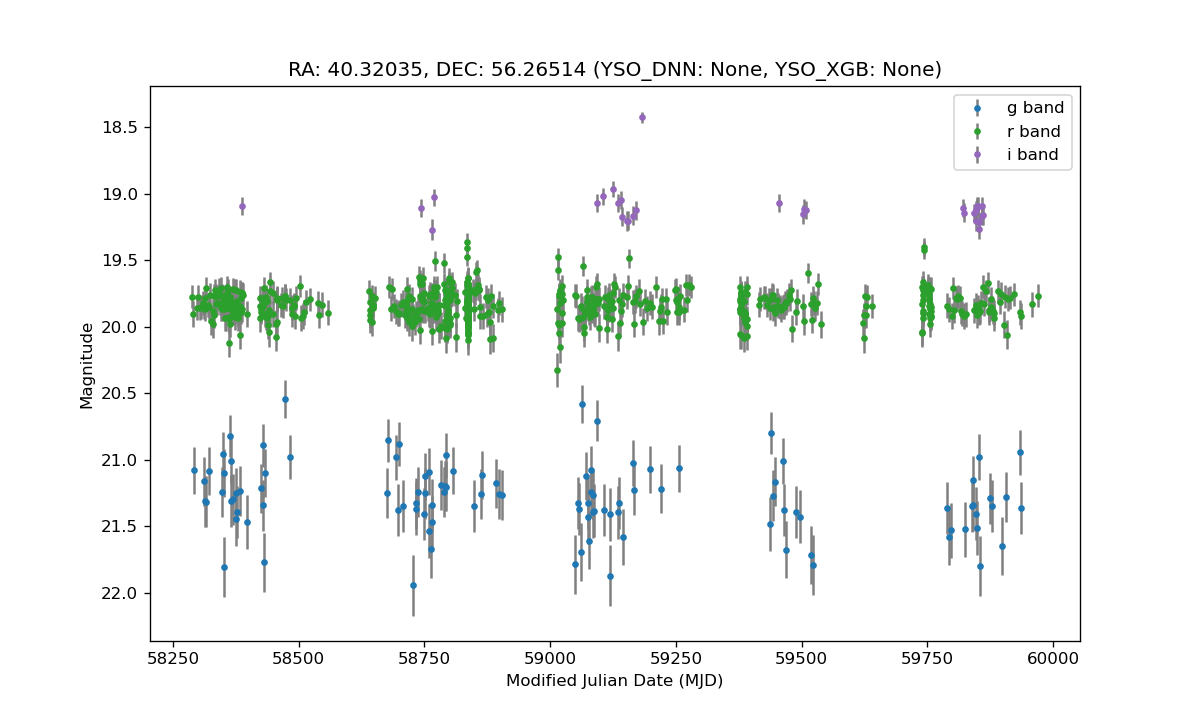 RA: 40.32035, DEC: 56.26514 (YSO_DNN: None, YSO_XGB: None)
g band
r band
i band
18.5
19.0
19.5
20.0
20.5
21.0
21.5
22.0
Magnitude
58250 58500 58750 59000 59250 59500 59750 60000
Modified Julian Date (MJD)